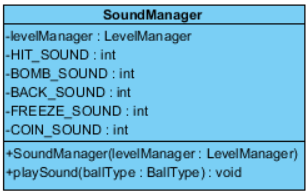 SoundManager
-levelManager : LevelManager
-HIT_SOUND : int
-BOMB_SOUND : int
-BACK_SOUND : int
-FREEZE_SOUND : int
-COIN_SOUND : int
+SoundManager(levelManager : LevelManager)
+playSound(ballType : BallType) : void